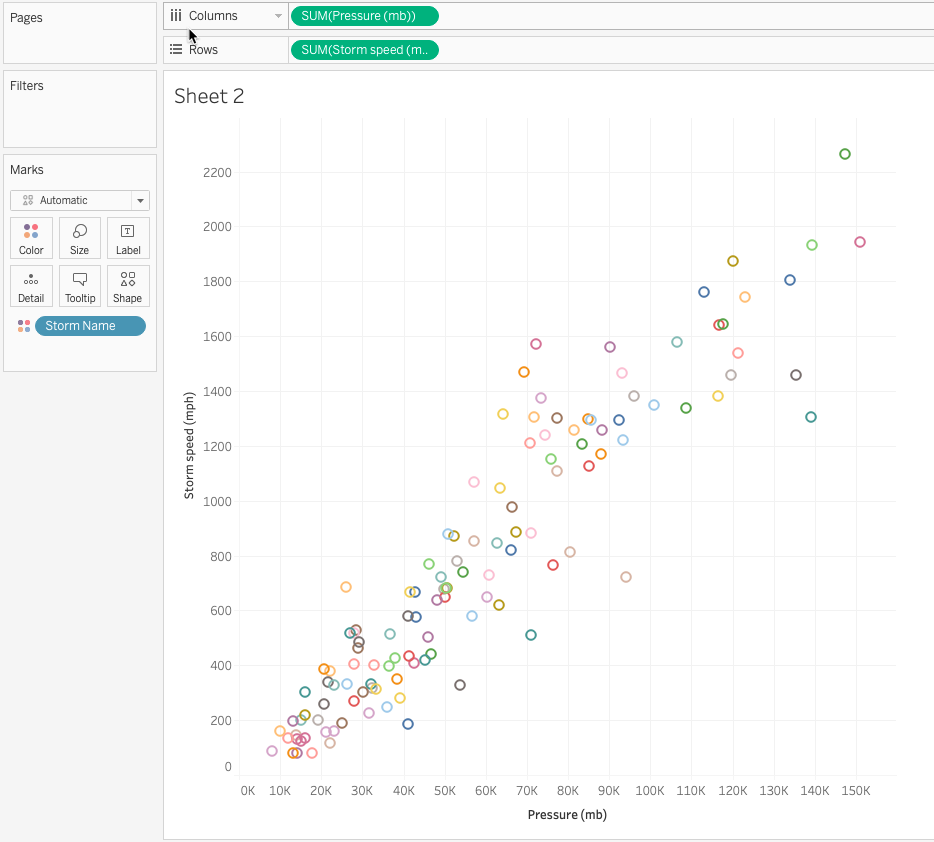 Pages
Columns
SUM(Pressure (mb))
Rows
SUM(Storm speed (m..
Filters
Sheet 2
Marks
Automatic
Color
Size
Label
Detail
Tooltip
Shape
Storm Name
Storm speed (mph)
2200
2000
1800
1600
1400
1200
1000
800
600
400
200
0
0K 10K 20K 30K 40K 50K 60K 70K 80K 90K 100K 110K 120K 130K 140K 150K
Pressure (mb)